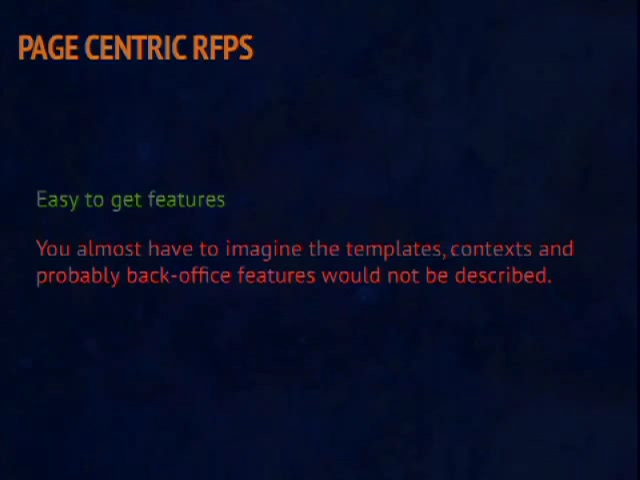 PAGE CENTRIC RFPS
Easy to get features
You almost have to imagine the templates, contexts and
probably back-office features would not be described.